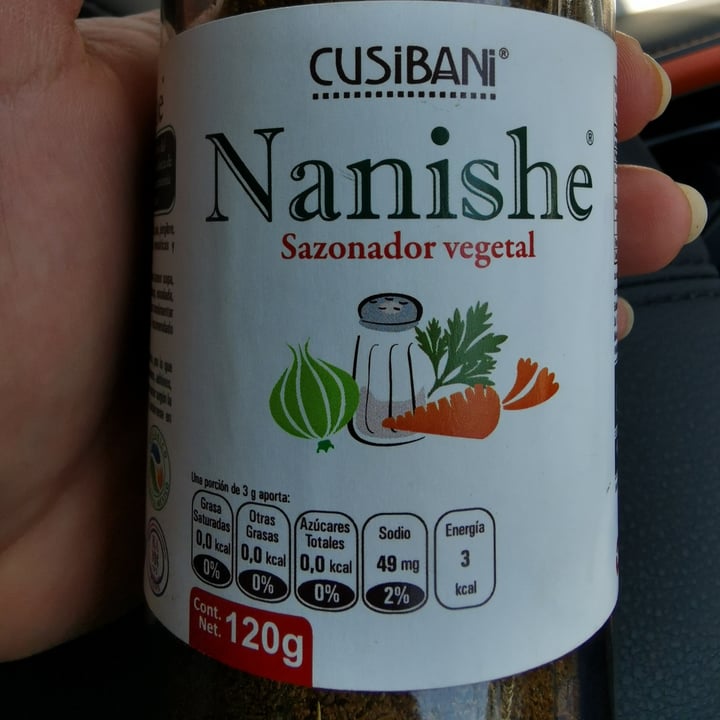 CUSiBANi®
Nanishe®
Sazonador vegetal
Una porción de 3 g aporta:
Grasa Saturadas 0,0 kcal 0%
Otras Grasas 0,0 kcal 0%
Azúcares Totales 0,0 kcal 0%
Sodio 49 mg 2%
Energía 3 kcal
Cont. Net. 120g